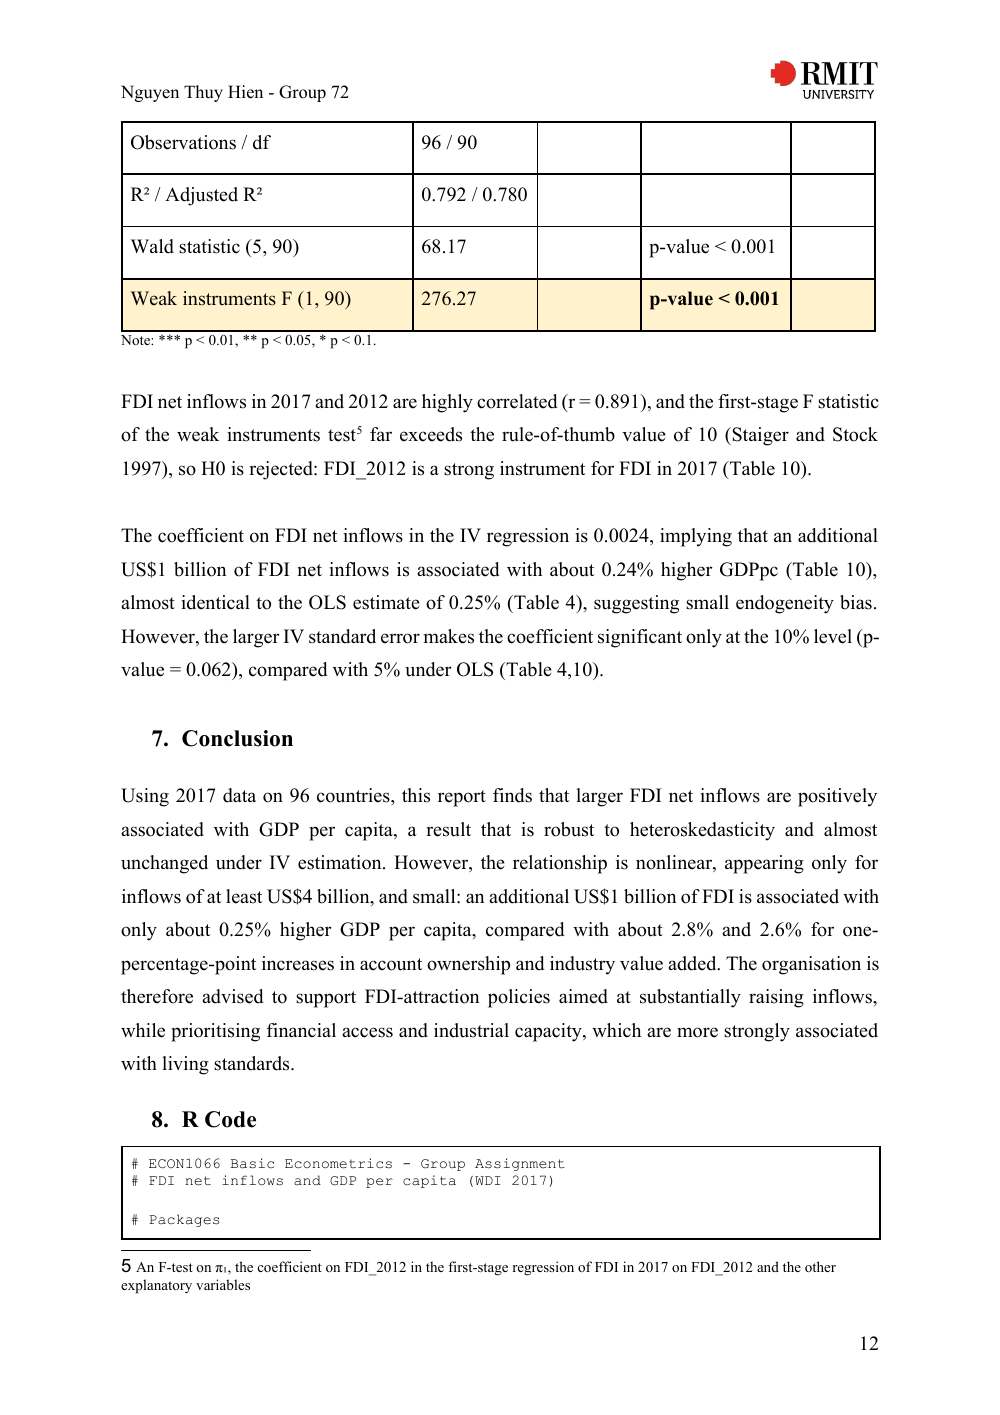 Nguyen Thuy Hien - Group 72
RMIT
UNIVERSITY
Observations / df 96 / 90
R² / Adjusted R² 0.792 / 0.780
Wald statistic (5, 90) 68.17 p-value < 0.001
Weak instruments F (1, 90) 276.27 p-value < 0.001
Note: *** p < 0.01, ** p < 0.05, * p < 0.1.
FDI net inflows in 2017 and 2012 are highly correlated (r = 0.891), and the first-stage F statistic
of the weak instruments test⁵ far exceeds the rule-of-thumb value of 10 (Staiger and Stock
1997), so H0 is rejected: FDI_2012 is a strong instrument for FDI in 2017 (Table 10).
The coefficient on FDI net inflows in the IV regression is 0.0024, implying that an additional
US$1 billion of FDI net inflows is associated with about 0.24% higher GDPpc (Table 10),
almost identical to the OLS estimate of 0.25% (Table 4), suggesting small endogeneity bias.
However, the larger IV standard error makes the coefficient significant only at the 10% level (p-
value = 0.062), compared with 5% under OLS (Table 4,10).
7. Conclusion
Using 2017 data on 96 countries, this report finds that larger FDI net inflows are positively
associated with GDP per capita, a result that is robust to heteroskedasticity and almost
unchanged under IV estimation. However, the relationship is nonlinear, appearing only for
inflows of at least US$4 billion, and small: an additional US$1 billion of FDI is associated with
only about 0.25% higher GDP per capita, compared with about 2.8% and 2.6% for one-
percentage-point increases in account ownership and industry value added. The organisation is
therefore advised to support FDI-attraction policies aimed at substantially raising inflows,
while prioritising financial access and industrial capacity, which are more strongly associated
with living standards.
8. R Code
# ECON1066 Basic Econometrics - Group Assignment
# FDI net inflows and GDP per capita (WDI 2017)
# Packages
5 An F-test on π₁, the coefficient on FDI_2012 in the first-stage regression of FDI in 2017 on FDI_2012 and the other
explanatory variables
12